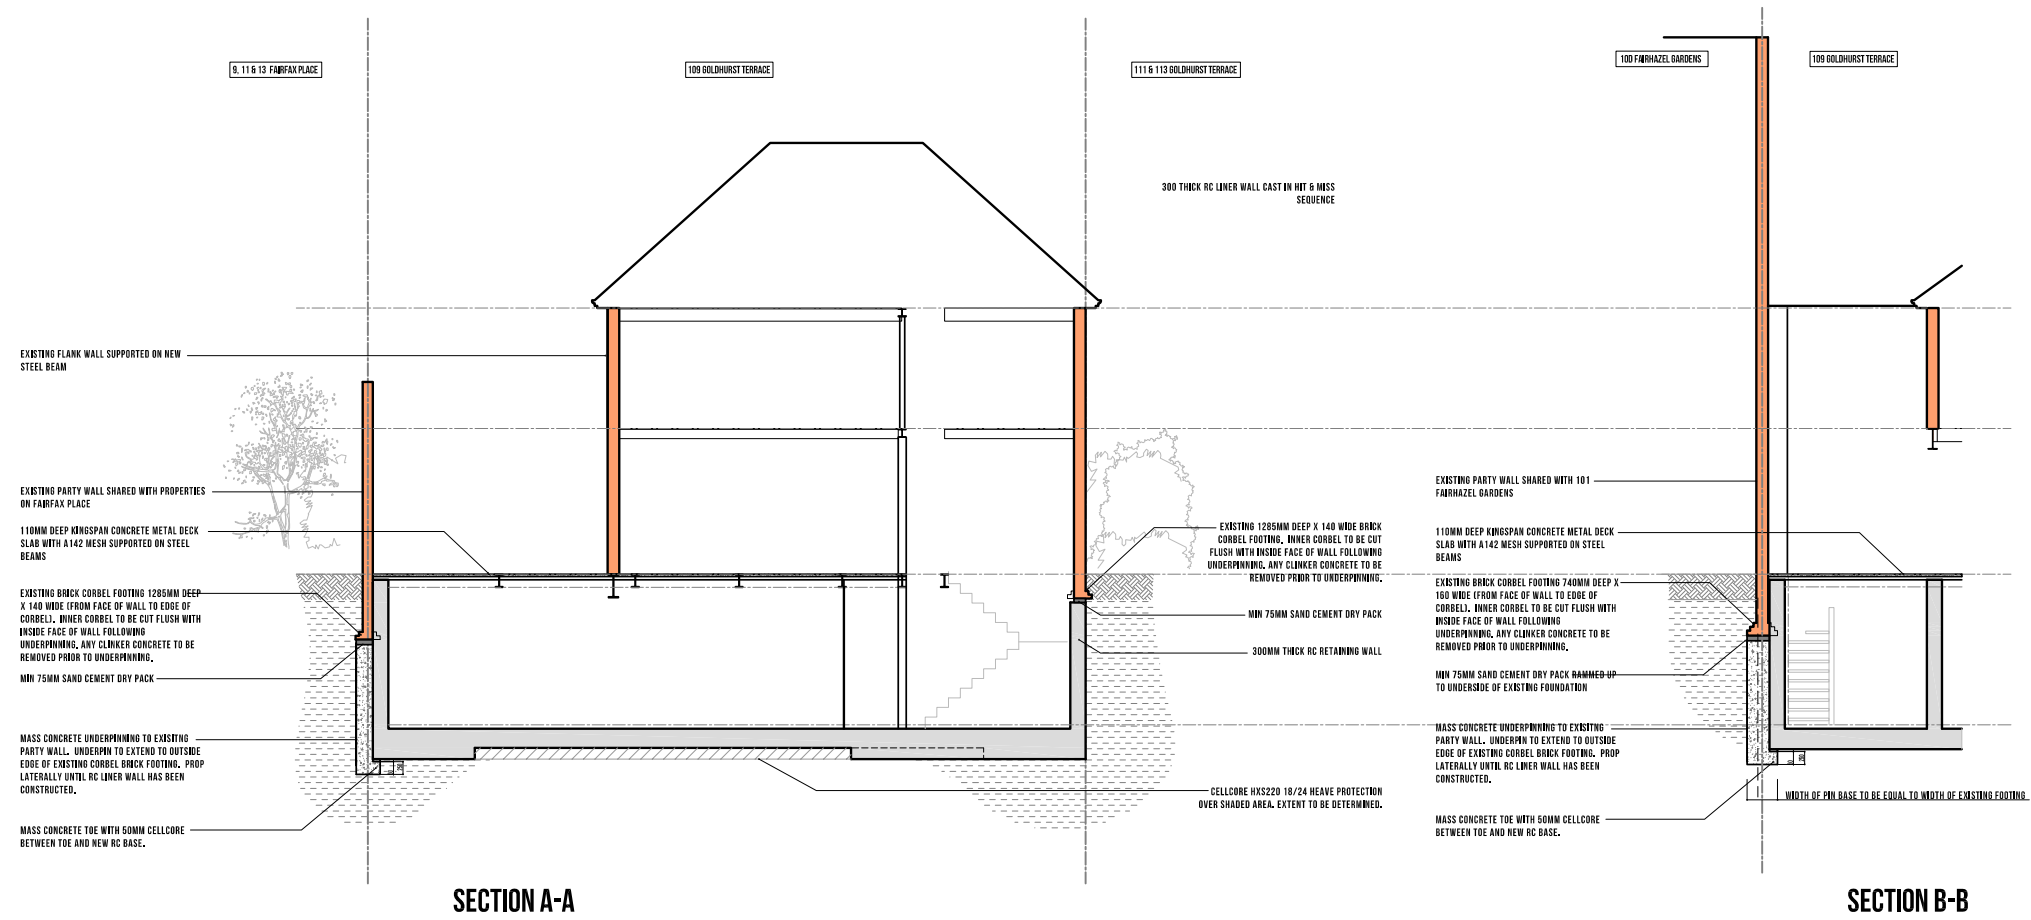 9, 11 & 13 FAIRFAX PLACE
109 GOLDHURST TERRACE
111 & 113 GOLDHURST TERRACE
300 THICK RC LINER WALL CAST IN HIT & MISS
SEQUENCE
EXISTING FLANK WALL SUPPORTED ON NEW
STEEL BEAM
EXISTING PARTY WALL SHARED WITH PROPERTIES
ON FAIRFAX PLACE
110MM DEEP KINGSPAN CONCRETE METAL DECK
SLAB WITH A142 MESH SUPPORTED ON STEEL
BEAMS
EXISTING BRICK CORBEL FOOTING 1285MM DEEP
X 140 WIDE (FROM FACE OF WALL TO EDGE OF
CORBEL). INNER CORBEL TO BE CUT FLUSH WITH
INSIDE FACE OF WALL FOLLOWING
UNDERPINNING. ANY CLINKER CONCRETE TO BE
REMOVED PRIOR TO UNDERPINNING.
MIN 75MM SAND CEMENT DRY PACK
MASS CONCRETE UNDERPINNING TO EXISITNG
PARTY WALL. UNDERPIN TO EXTEND TO OUTSIDE
EDGE OF EXISTING CORBEL BRICK FOOTING. PROP
LATERALLY UNTIL RC LINER WALL HAS BEEN
CONSTRUCTED.
MASS CONCRETE TOE WITH 50MM CELLCORE
BETWEEN TOE AND NEW RC BASE.
EXISTING 1285MM DEEP X 140 WIDE BRICK
CORBEL FOOTING. INNER CORBEL TO BE CUT
FLUSH WITH INSIDE FACE OF WALL FOLLOWING
UNDERPINNING. ANY CLINKER CONCRETE TO BE
REMOVED PRIOR TO UNDERPINNING.
MIN 75MM SAND CEMENT DRY PACK
300MM THICK RC RETAINING WALL
CELLCORE HXS220 18/24 HEAVE PROTECTION
OVER SHADED AREA. EXTENT TO BE DETERMINED.
SECTION A-A
100 FAIRHAZEL GARDENS
109 GOLDHURST TERRACE
EXISTING PARTY WALL SHARED WITH 101
FAIRHAZEL GARDENS
110MM DEEP KINGSPAN CONCRETE METAL DECK
SLAB WITH A142 MESH SUPPORTED ON STEEL
BEAMS
EXISTING BRICK CORBEL FOOTING 740MM DEEP X
160 WIDE (FROM FACE OF WALL TO EDGE OF
CORBEL). INNER CORBEL TO BE CUT FLUSH WITH
INSIDE FACE OF WALL FOLLOWING
UNDERPINNING. ANY CLINKER CONCRETE TO BE
REMOVED PRIOR TO UNDERPINNING.
MIN 75MM SAND CEMENT DRY PACK RAMMED UP
TO UNDERSIDE OF EXISTING FOUNDATION
MASS CONCRETE UNDERPINNING TO EXISITNG
PARTY WALL. UNDERPIN TO EXTEND TO OUTSIDE
EDGE OF EXISTING CORBEL BRICK FOOTING. PROP
LATERALLY UNTIL RC LINER WALL HAS BEEN
CONSTRUCTED.
WIDTH OF PIN BASE TO BE EQUAL TO WIDTH OF EXISTING FOOTING
MASS CONCRETE TOE WITH 50MM CELLCORE
BETWEEN TOE AND NEW RC BASE.
SECTION B-B